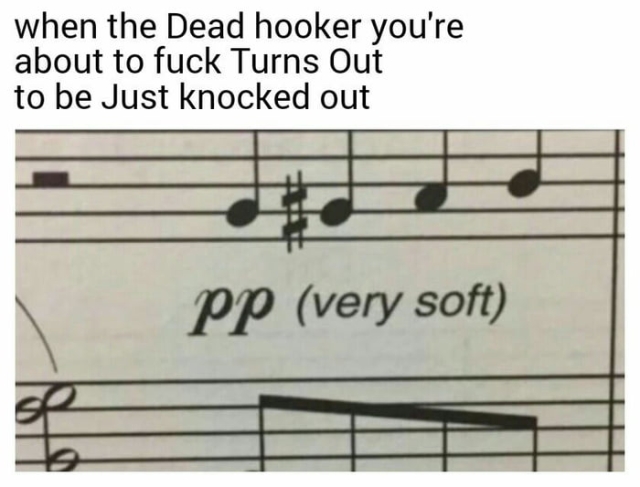 when the Dead hooker you're
about to fuck Turns Out
to be Just knocked out
pp (very soft)